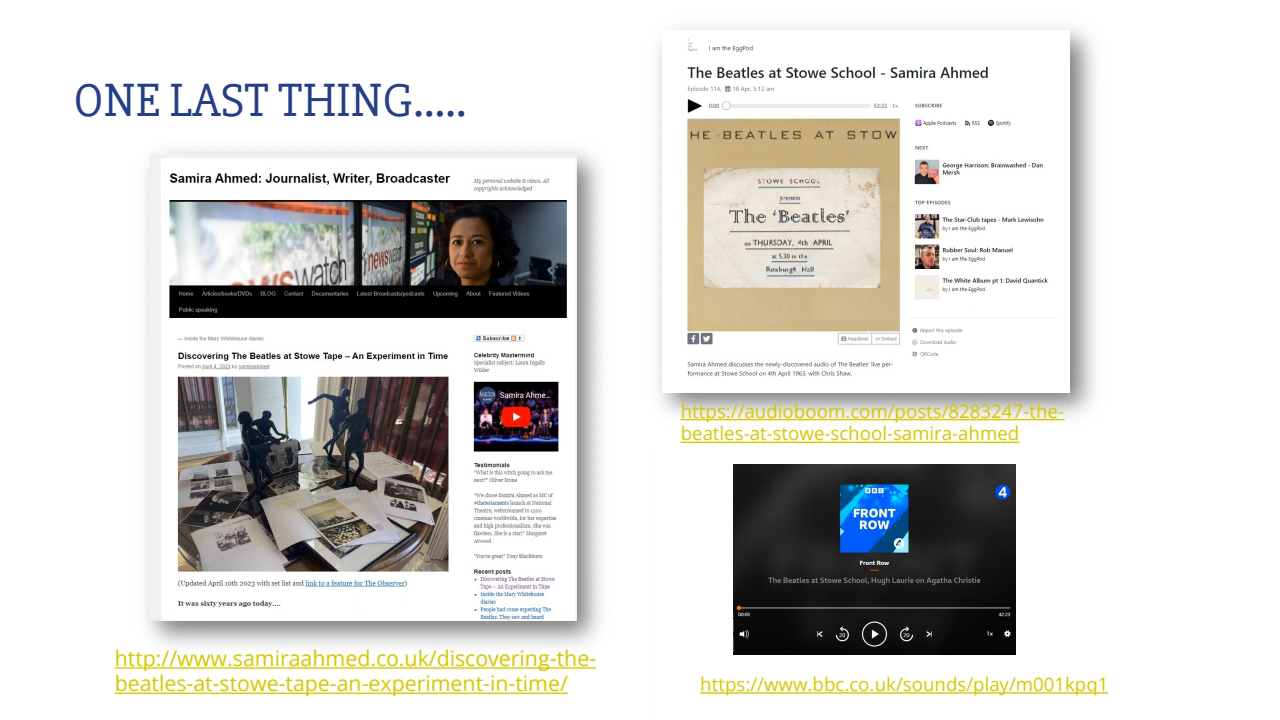 ONE LAST THING.....
Samira Ahmed: Journalist, Writer, Broadcaster
My personal website & views. All
copyrights acknowledged
newswatch
newswatch
Home Articles/books/DVDs BLOG Contact Documentaries Latest Broadcasts/podcasts Upcoming About Featured Videos
Public speaking
← Inside the Mary Whitehouse diaries
Discovering The Beatles at Stowe Tape – An Experiment in Time
Posted on April 4, 2023 by samiraahmed
(Updated April 10th 2023 with set list and link to a feature for The Observer)
It was sixty years ago today….
Subscribe
Celebrity Mastermind
Specialist subject: Laura Ingalls
Wilder
Samira Ahme...
Testimonials
"What is this witch going to ask me
next?" Oliver Stone
"We chose Samira Ahmed as MC of
#thetestaments launch at National
Theatre, webstreamed to 1500
cinemas worldwide, for her expertise
and high professionalism. She was
flawless. She is a star!" Margaret
Atwood
"You're great" Tony Blackburn
Recent posts
Discovering The Beatles at Stowe
Tape – An Experiment in Time
Inside the Mary Whitehouse
diaries
People had come expecting The
Beatles. They saw and heard
http://www.samiraahmed.co.uk/discovering-the-
beatles-at-stowe-tape-an-experiment-in-time/
I am the EggPod
The Beatles at Stowe School - Samira Ahmed
Episode 114, 18 Apr, 5:12 am
0:00 53:33 1×
HE BEATLES AT STOW
STOWE SCHOOL
presents
The 'Beatles'
on THURSDAY, 4th APRIL
at 5.30 in the
Roxburgh Hall
Headliner </> Embed
Samira Ahmed discusses the newly-discovered audio of The Beatles' live per-
formance at Stowe School on 4th April 1963, with Chris Shaw.
SUBSCRIBE
Apple Podcasts RSS Spotify
NEXT
George Harrison: Brainwashed - Dan
Mersh
TOP EPISODES
The Star-Club tapes - Mark Lewisohn
by I am the EggPod
Rubber Soul: Rob Manuel
by I am the EggPod
The White Album pt 1: David Quantick
by I am the EggPod
Report this episode
Download audio
QRCode
https://audioboom.com/posts/8283247-the-
beatles-at-stowe-school-samira-ahmed
BBC
FRONT
ROW
4
Front Row
The Beatles at Stowe School, Hugh Laurie on Agatha Christie
00:05 42:23
20 20 1x
https://www.bbc.co.uk/sounds/play/m001kpq1